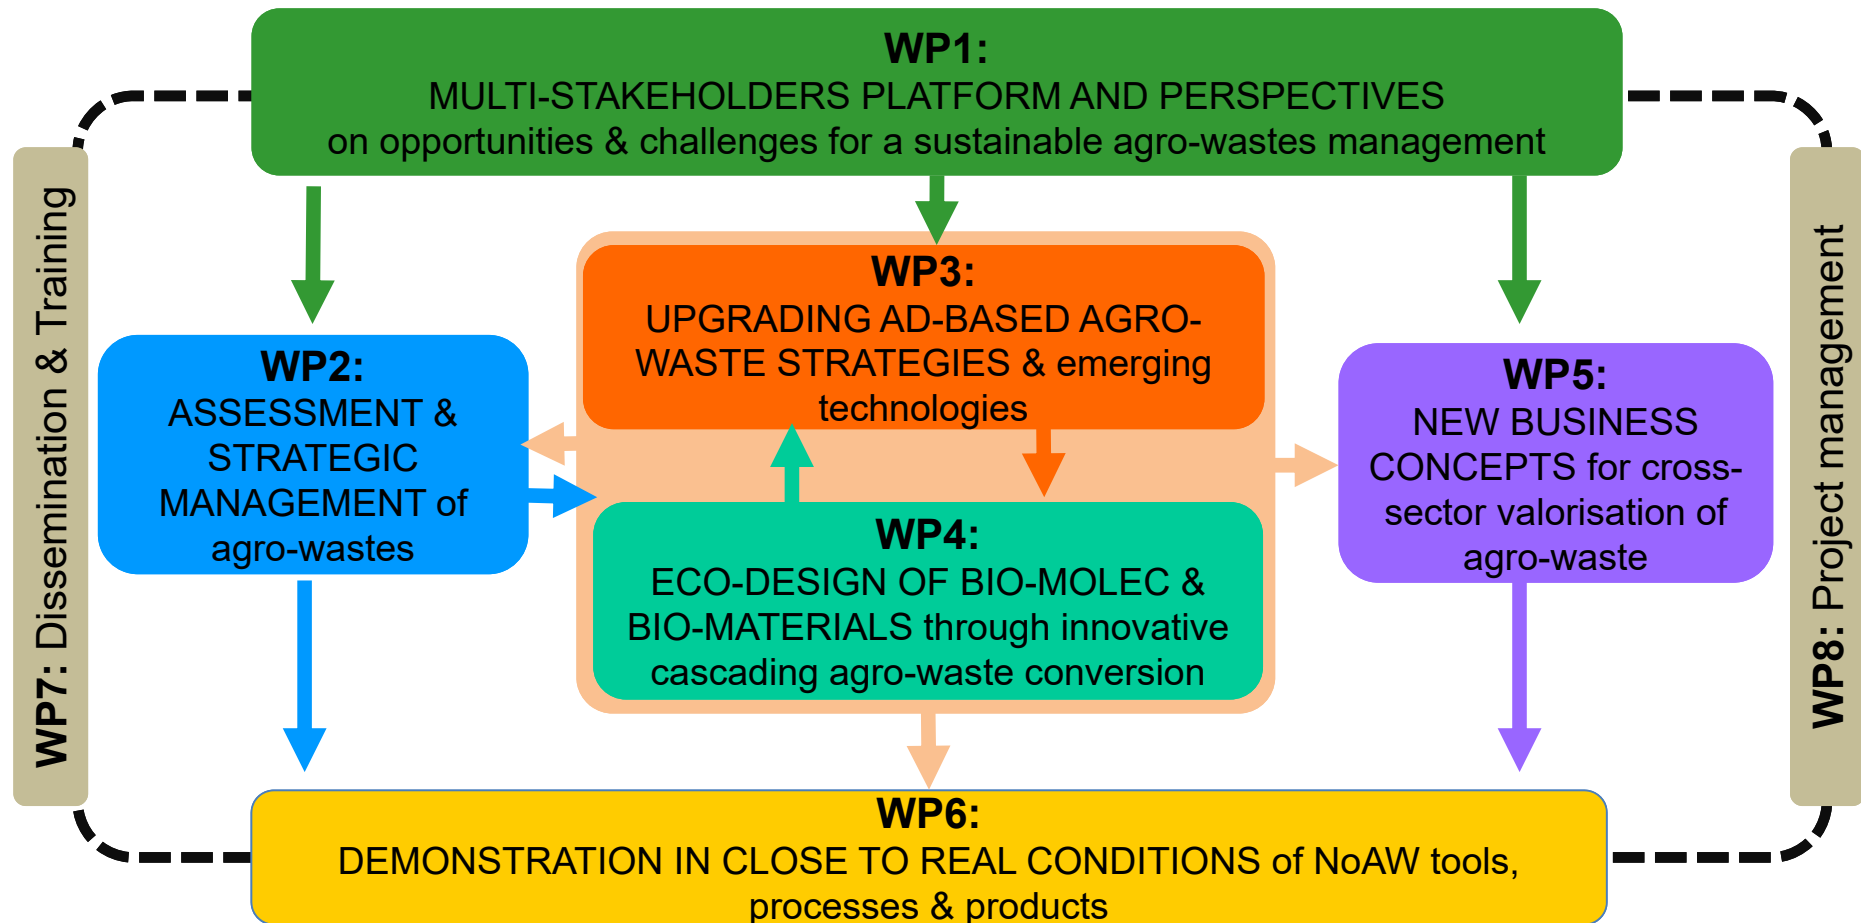 WP1:
MULTI-STAKEHOLDERS PLATFORM AND PERSPECTIVES
on opportunities & challenges for a sustainable agro-wastes management
WP7: Dissemination & Training
WP2:
ASSESSMENT &
STRATEGIC
MANAGEMENT of
agro-wastes
WP3:
UPGRADING AD-BASED AGRO-
WASTE STRATEGIES & emerging
technologies
WP4:
ECO-DESIGN OF BIO-MOLEC &
BIO-MATERIALS through innovative
cascading agro-waste conversion
WP5:
NEW BUSINESS
CONCEPTS for cross-
sector valorisation of
agro-waste
WP8: Project management
WP6:
DEMONSTRATION IN CLOSE TO REAL CONDITIONS of NoAW tools,
processes & products